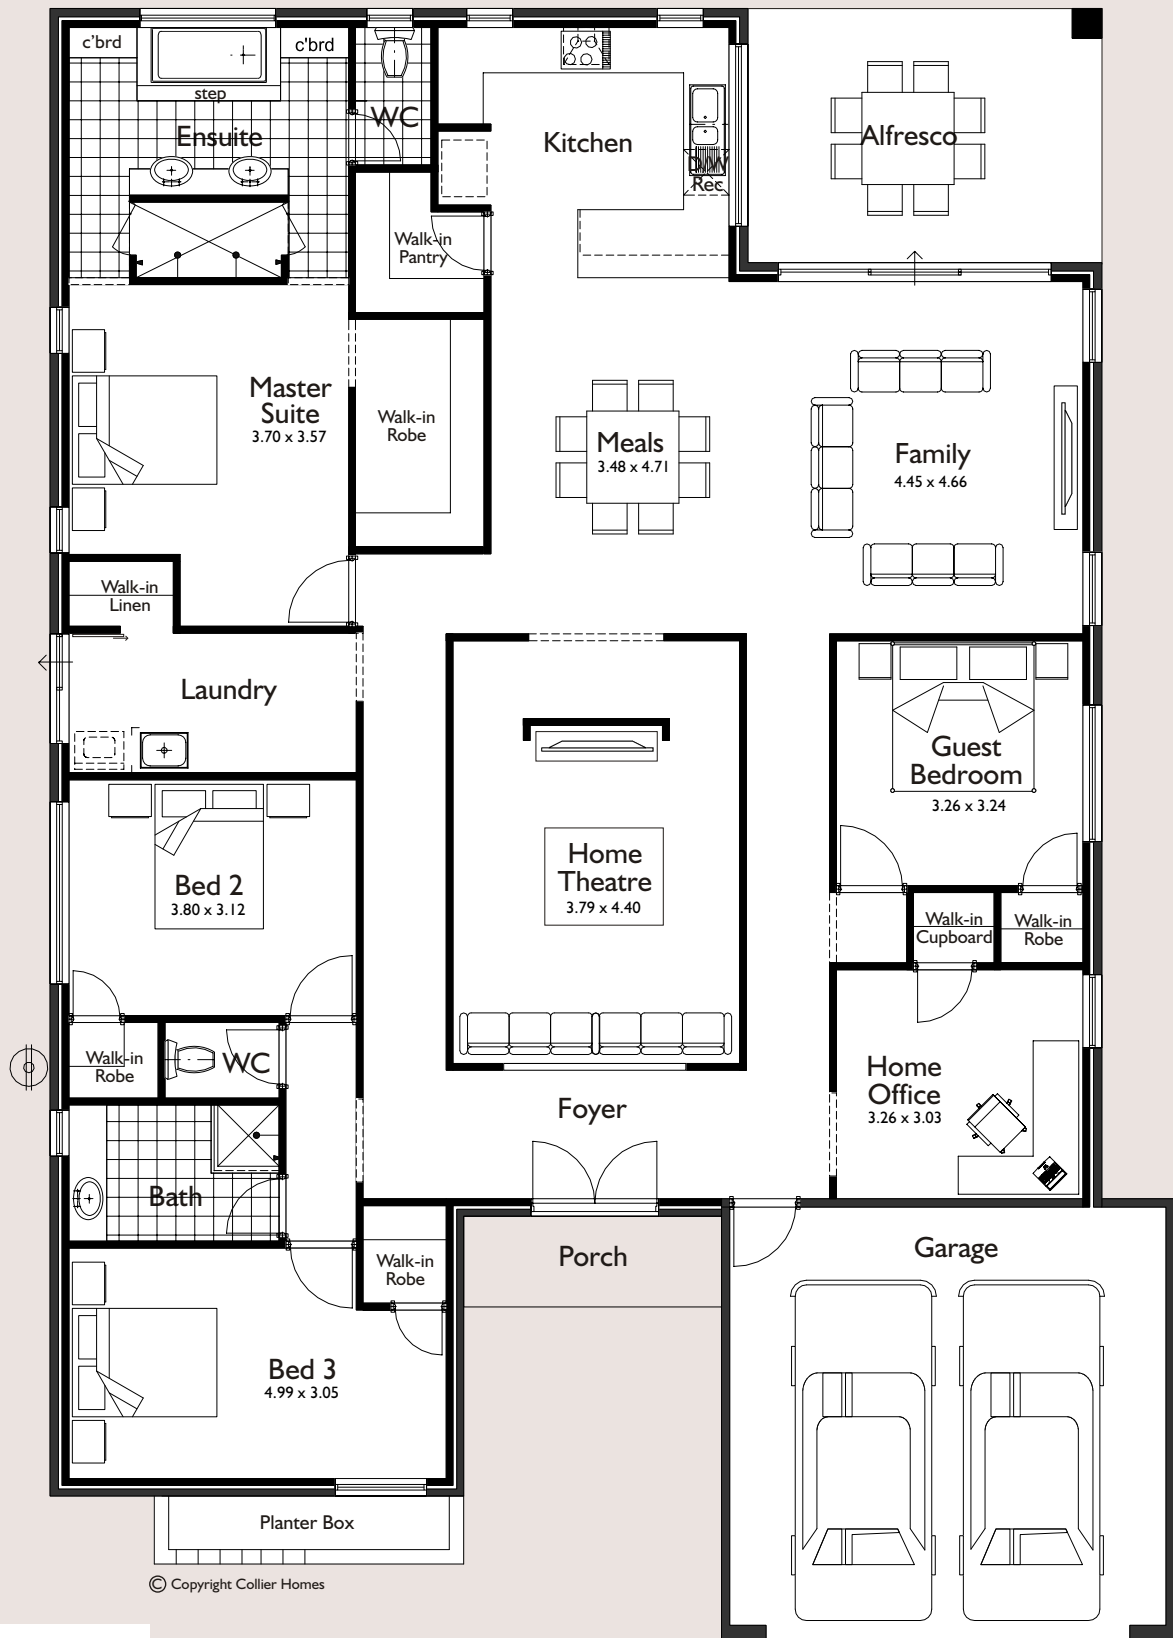 c'brd
c'brd
step
Ensuite
WC
Kitchen
Alfresco
D/W
Rec
Walk-in
Pantry
Master
Suite
3.70 x 3.57
Walk-in
Robe
Meals
3.48 x 4.71
Family
4.45 x 4.66
Walk-in
Linen
Laundry
Guest
Bedroom
3.26 x 3.24
Bed 2
3.80 x 3.12
Home
Theatre
3.79 x 4.40
Walk-in
Cupboard
Walk-in
Robe
Walk-in
Robe
WC
Home
Office
3.26 x 3.03
Foyer
Bath
Walk-in
Robe
Porch
Garage
Bed 3
4.99 x 3.05
Planter Box
© Copyright Collier Homes